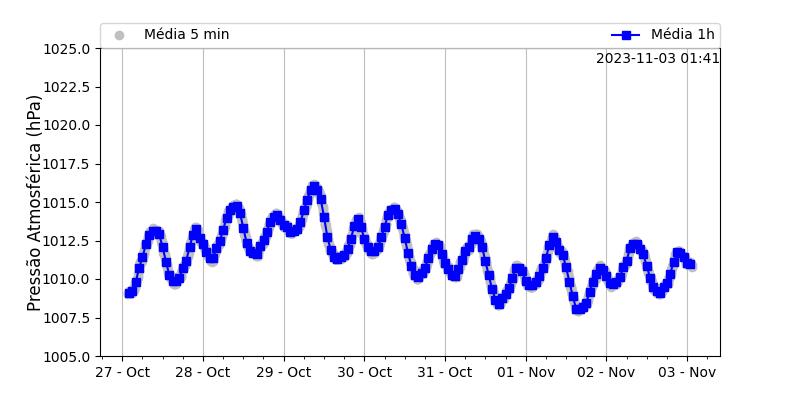 Média 5 min
Média 1h
2023-11-03 01:41
Pressão Atmosférica (hPa)
1025.0
1022.5
1020.0
1017.5
1015.0
1012.5
1010.0
1007.5
1005.0
27 - Oct
28 - Oct
29 - Oct
30 - Oct
31 - Oct
01 - Nov
02 - Nov
03 - Nov